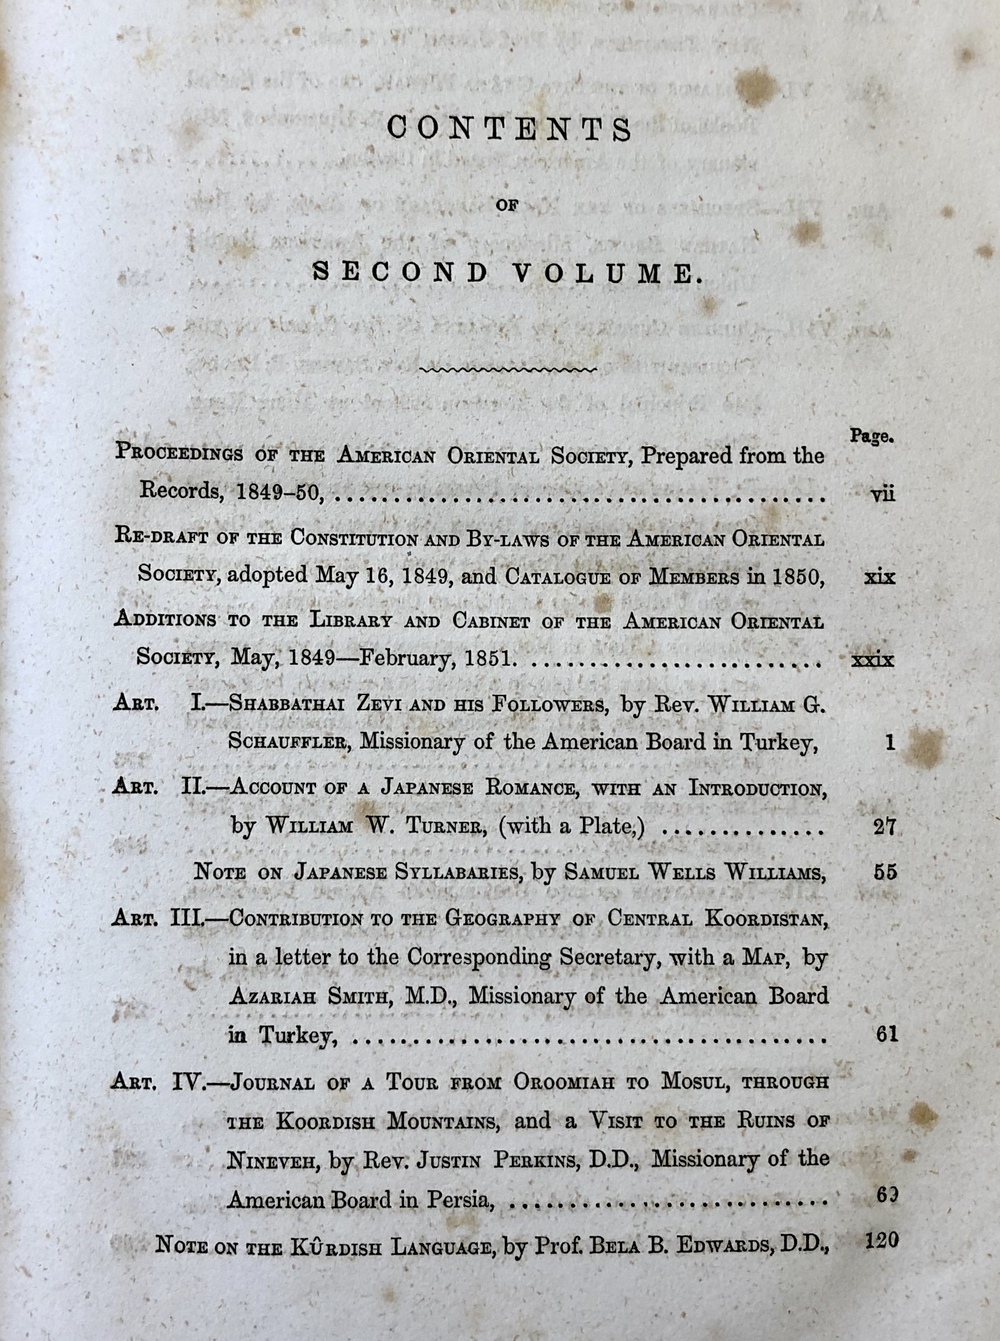 CONTENTS
OF
SECOND VOLUME.
Page.
PROCEEDINGS OF THE AMERICAN ORIENTAL SOCIETY, Prepared from the
Records, 1849–50, ........................................ vii
RE-DRAFT OF THE CONSTITUTION AND BY-LAWS OF THE AMERICAN ORIENTAL
SOCIETY, adopted May 16, 1849, and CATALOGUE OF MEMBERS in 1850, xix
ADDITIONS TO THE LIBRARY AND CABINET OF THE AMERICAN ORIENTAL
SOCIETY, May, 1849—February, 1851. ........................ xxix
ART. I.—SHABBATHAI ZEVI AND HIS FOLLOWERS, by Rev. WILLIAM G.
SCHAUFFLER, Missionary of the American Board in Turkey, 1
ART. II.—ACCOUNT OF A JAPANESE ROMANCE, WITH AN INTRODUCTION,
by WILLIAM W. TURNER, (with a Plate,) .............. 27
NOTE ON JAPANESE SYLLABARIES, by SAMUEL WELLS WILLIAMS, 55
ART. III.—CONTRIBUTION TO THE GEOGRAPHY OF CENTRAL KOORDISTAN,
in a letter to the Corresponding Secretary, with a MAP, by
AZARIAH SMITH, M.D., Missionary of the American Board
in Turkey, ........................................ 61
ART. IV.—JOURNAL OF A TOUR FROM OROOMIAH TO MOSUL, THROUGH
THE KOORDISH MOUNTAINS, and a VISIT TO THE RUINS OF
NINEVEH, by Rev. JUSTIN PERKINS, D.D., Missionary of the
American Board in Persia, ........................... 69
NOTE ON THE KÛRDISH LANGUAGE, by Prof. BELA B. EDWARDS, D.D., 120